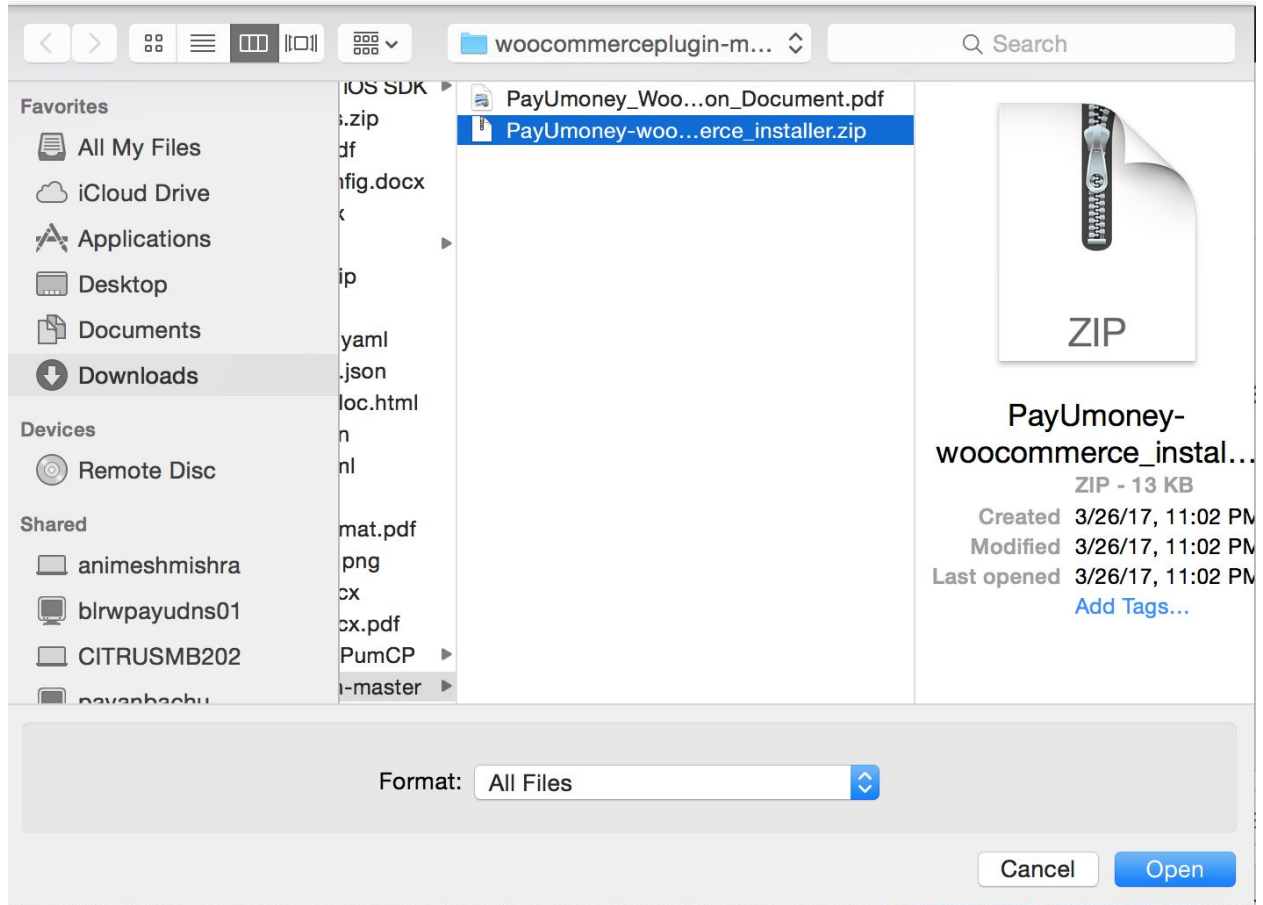 woocommerceplugin-m...
Search
Favorites
All My Files
iCloud Drive
Applications
Desktop
Documents
Downloads
Devices
Remote Disc
Shared
animeshmishra
blrwpayudns01
CITRUSMB202
pavanbachu
iOS SDK
s.zip
df
nfig.docx
x
ip
yaml
.json
loc.html
n
nl
mat.pdf
png
cx
cx.pdf
PumCP
n-master
PayUmoney_Woo...on_Document.pdf
PayUmoney-woo...erce_installer.zip
ZIP
PayUmoney-
woocommerce_instal...
ZIP - 13 KB
Created 3/26/17, 11:02 PM
Modified 3/26/17, 11:02 PM
Last opened 3/26/17, 11:02 PM
Add Tags...
Format: All Files
Cancel Open